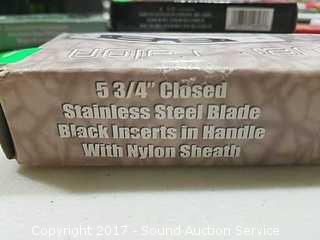 5 3/4" Closed
Stainless Steel Blade
Black Inserts in Handle
With Nylon Sheath
Copyright 2017 - Sound Auction Service